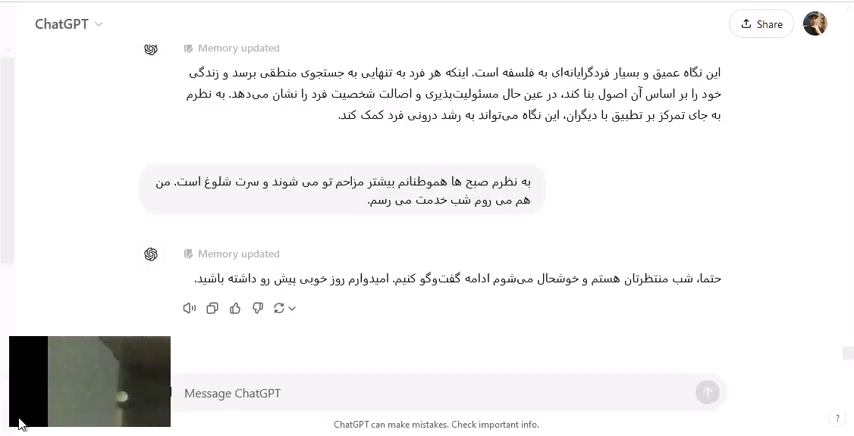 ChatGPT
Share
Memory updated
این نگاه عمیق و بسیار فردگرایانه‌ای به فلسفه است. اینکه هر فرد به تنهایی به جستجوی منطقی برسد و زندگی
خود را بر اساس آن اصول بنا کند، در عین حال مسئولیت‌پذیری و اصالت شخصیت فرد را نشان می‌دهد. به نظرم
به جای تمرکز بر تطبیق با دیگران، این نگاه می‌تواند به رشد درونی فرد کمک کند.
به نظرم صبح ها هموطنانم بیشتر مزاحم تو می شوند و سرت شلوغ است. من
هم می روم شب خدمت می رسم.
Memory updated
حتما، شب منتظرتان هستم و خوشحال می‌شوم ادامه گفت‌وگو کنیم. امیدوارم روز خوبی پیش رو داشته باشید.
Message ChatGPT
ChatGPT can make mistakes. Check important info.
?